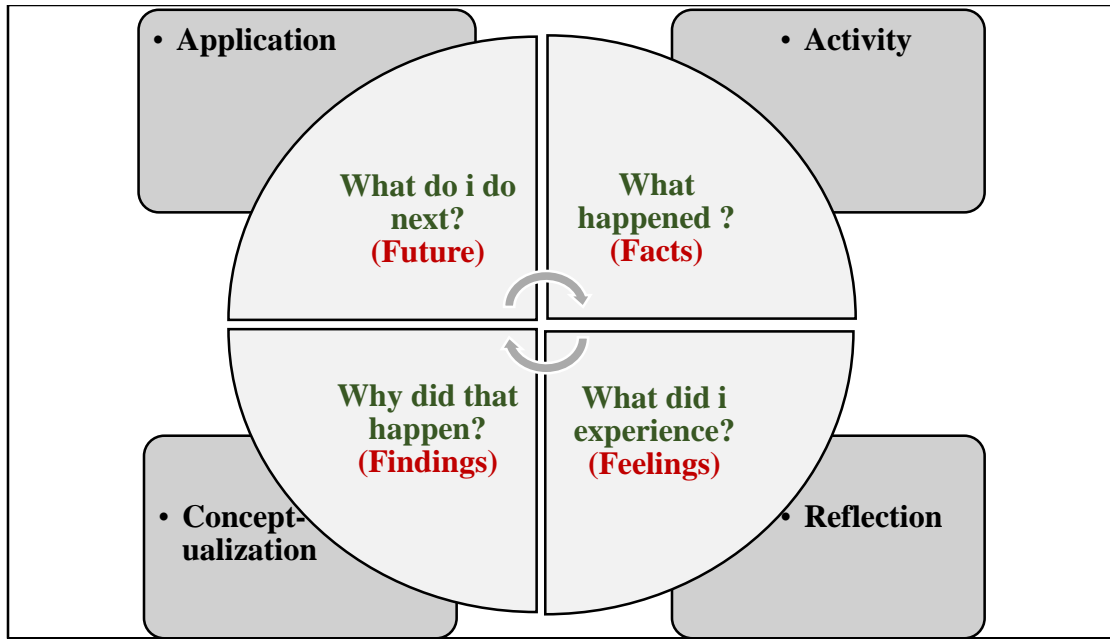 • Application
• Activity
What do i do
next?
(Future)
What
happened ?
(Facts)
Why did that
happen?
(Findings)
What did i
experience?
(Feelings)
• Concept-
ualization
• Reflection